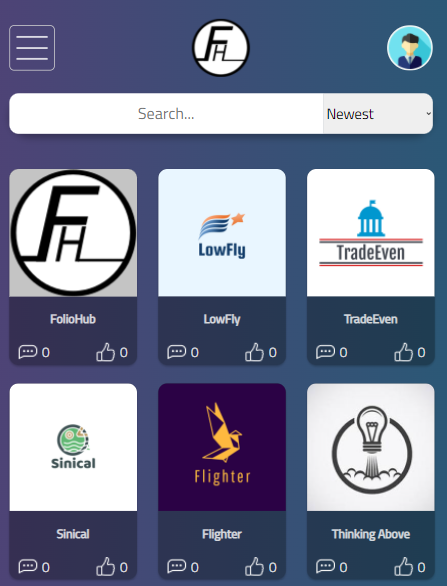 FH
Search...
Newest
FH
LowFly
TradeEven
FolioHub
LowFly
TradeEven
0 0
0 0
0 0
Sinical
Flighter
Sinical
Flighter
Thinking Above
0 0
0 0
0 0